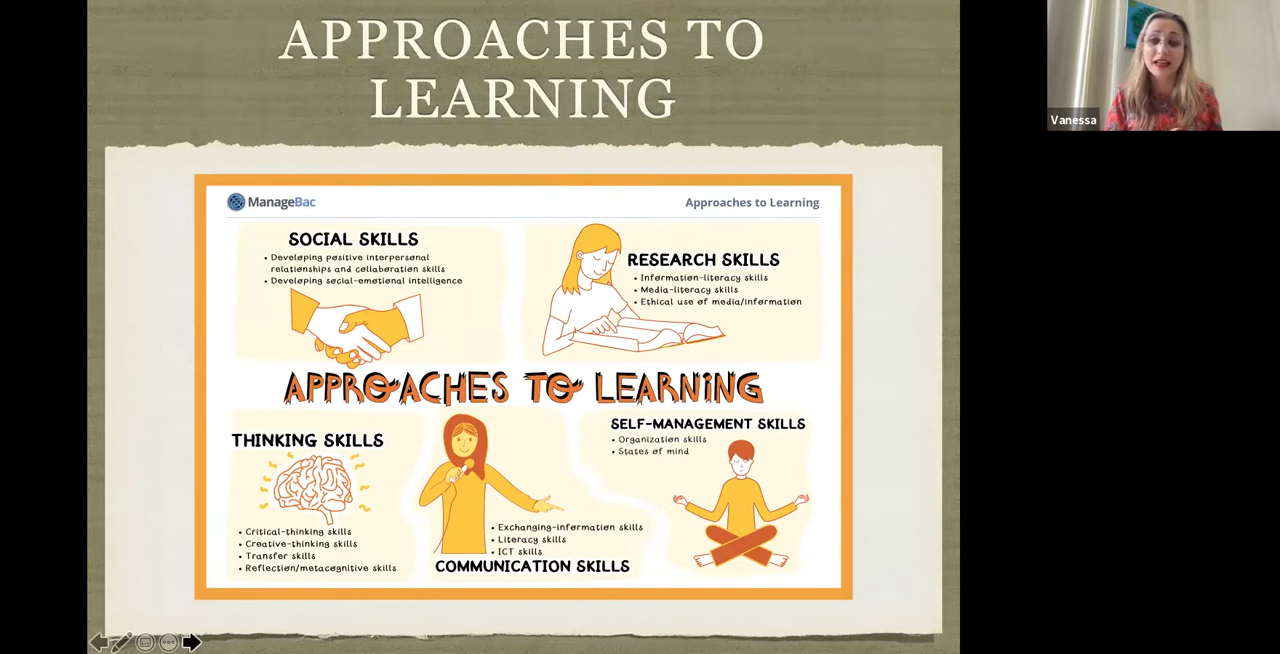 APPROACHES TO
LEARNING
Vanessa
ManageBac
Approaches to Learning
SOCIAL SKILLS
• Developing positive interpersonal
relationships and collaboration skills
• Developing social-emotional intelligence
RESEARCH SKILLS
• Information-literacy skills
• Media-literacy skills
• Ethical use of media/information
APPROACHES TO LEARNING
THINKING SKILLS
• Critical-thinking skills
• Creative-thinking skills
• Transfer skills
• Reflection/metacognitive skills
• Exchanging-information skills
• Literacy skills
• ICT skills
COMMUNICATION SKILLS
SELF-MANAGEMENT SKILLS
• Organization skills
• States of mind